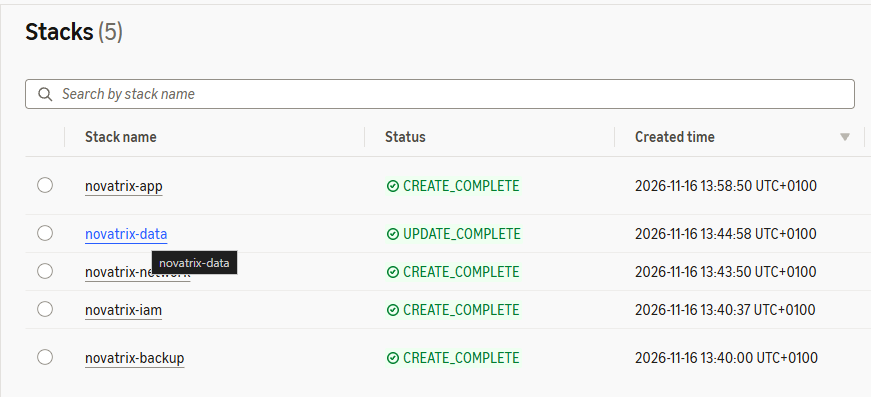 Stacks (5)
Search by stack name
Stack name Status Created time
novatrix-app CREATE_COMPLETE 2026-11-16 13:58:50 UTC+0100
novatrix-data UPDATE_COMPLETE 2026-11-16 13:44:58 UTC+0100
novatrix-data
novatrix-network CREATE_COMPLETE 2026-11-16 13:43:50 UTC+0100
novatrix-iam CREATE_COMPLETE 2026-11-16 13:40:37 UTC+0100
novatrix-backup CREATE_COMPLETE 2026-11-16 13:40:00 UTC+0100